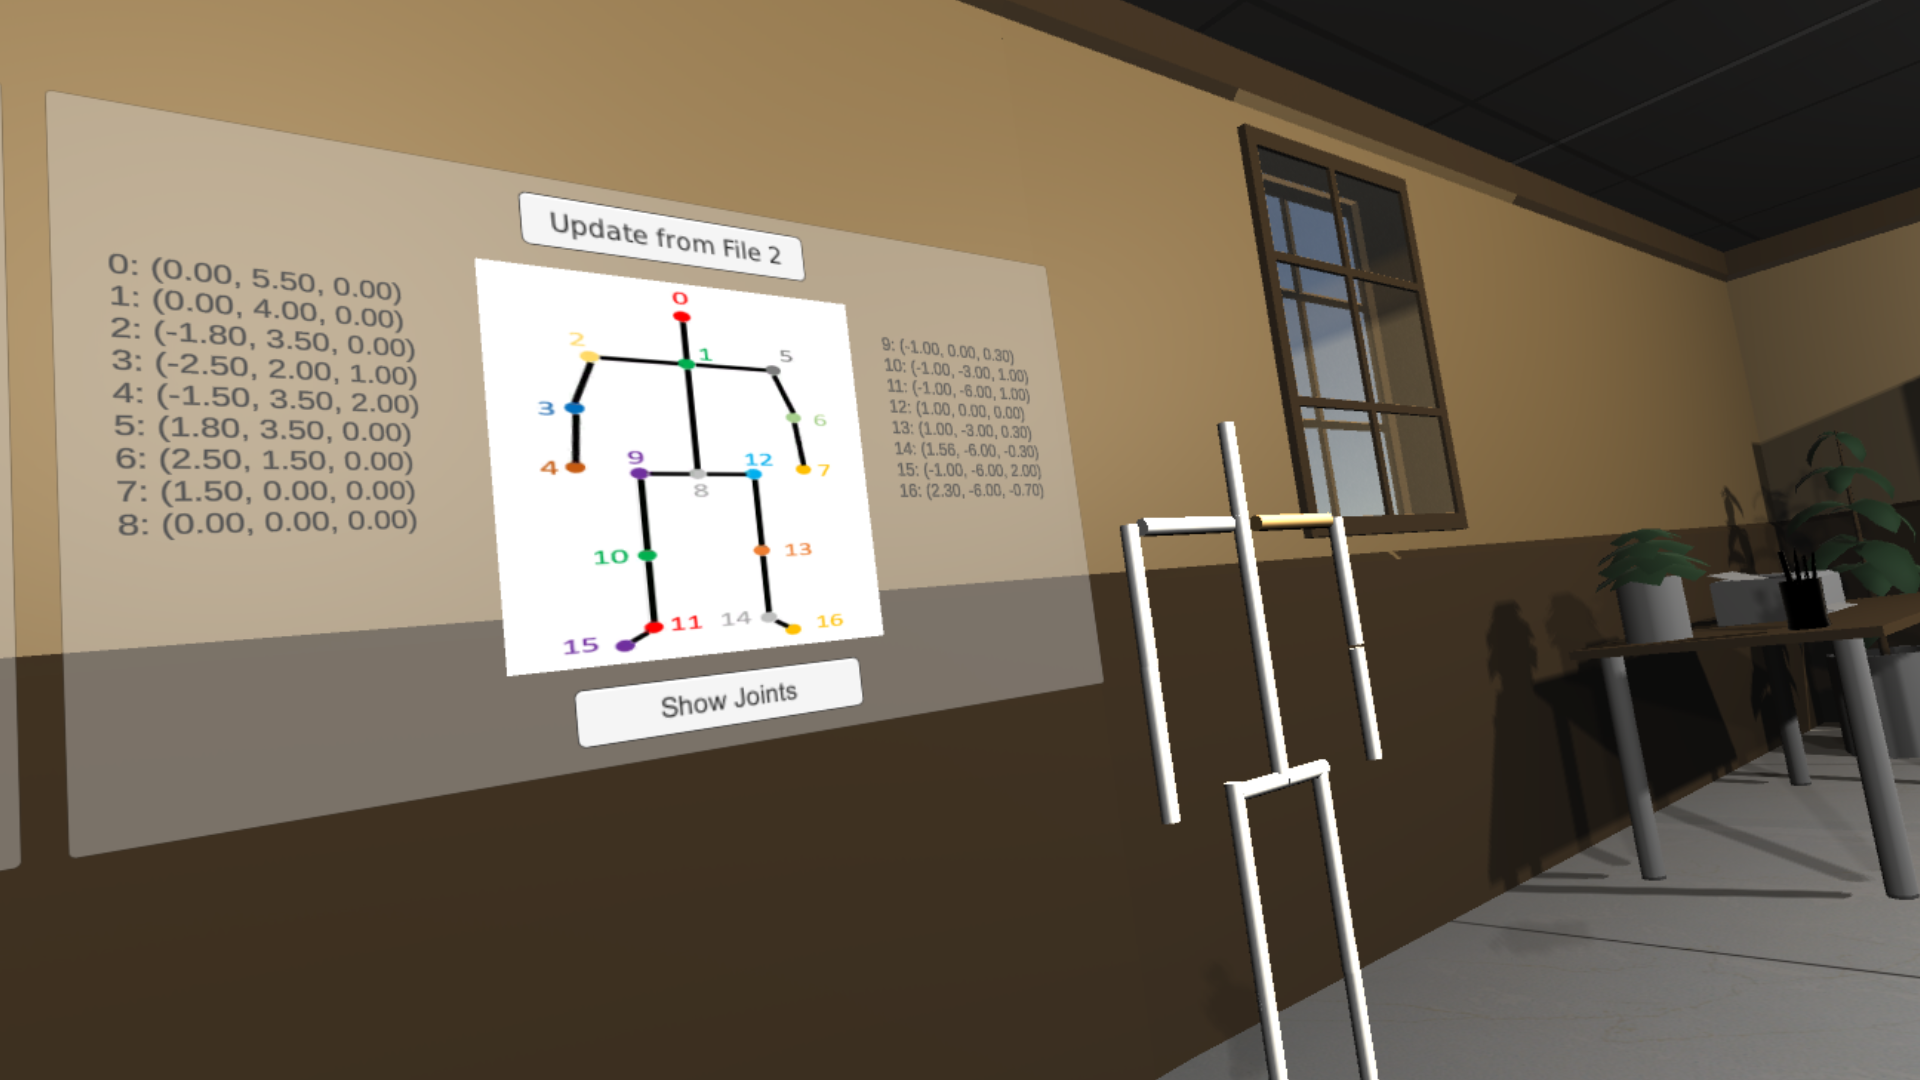 Update from File 2
0: (0.00, 5.50, 0.00)
1: (0.00, 4.00, 0.00)
2: (-1.80, 3.50, 0.00)
3: (-2.50, 2.00, 1.00)
4: (-1.50, 3.50, 2.00)
5: (1.80, 3.50, 0.00)
6: (2.50, 1.50, 0.00)
7: (1.50, 0.00, 0.00)
8: (0.00, 0.00, 0.00)
0
2
1
5
3
6
4
9
12
7
8
10
13
11
14
16
15
9: (-1.00, 0.00, 0.30)
10: (-1.00, -3.00, 1.00)
11: (-1.00, -6.00, 1.00)
12: (1.00, 0.00, 0.00)
13: (1.00, -3.00, 0.30)
14: (1.56, -6.00, -0.30)
15: (-1.00, -6.00, 2.00)
16: (2.30, -6.00, -0.70)
Show Joints